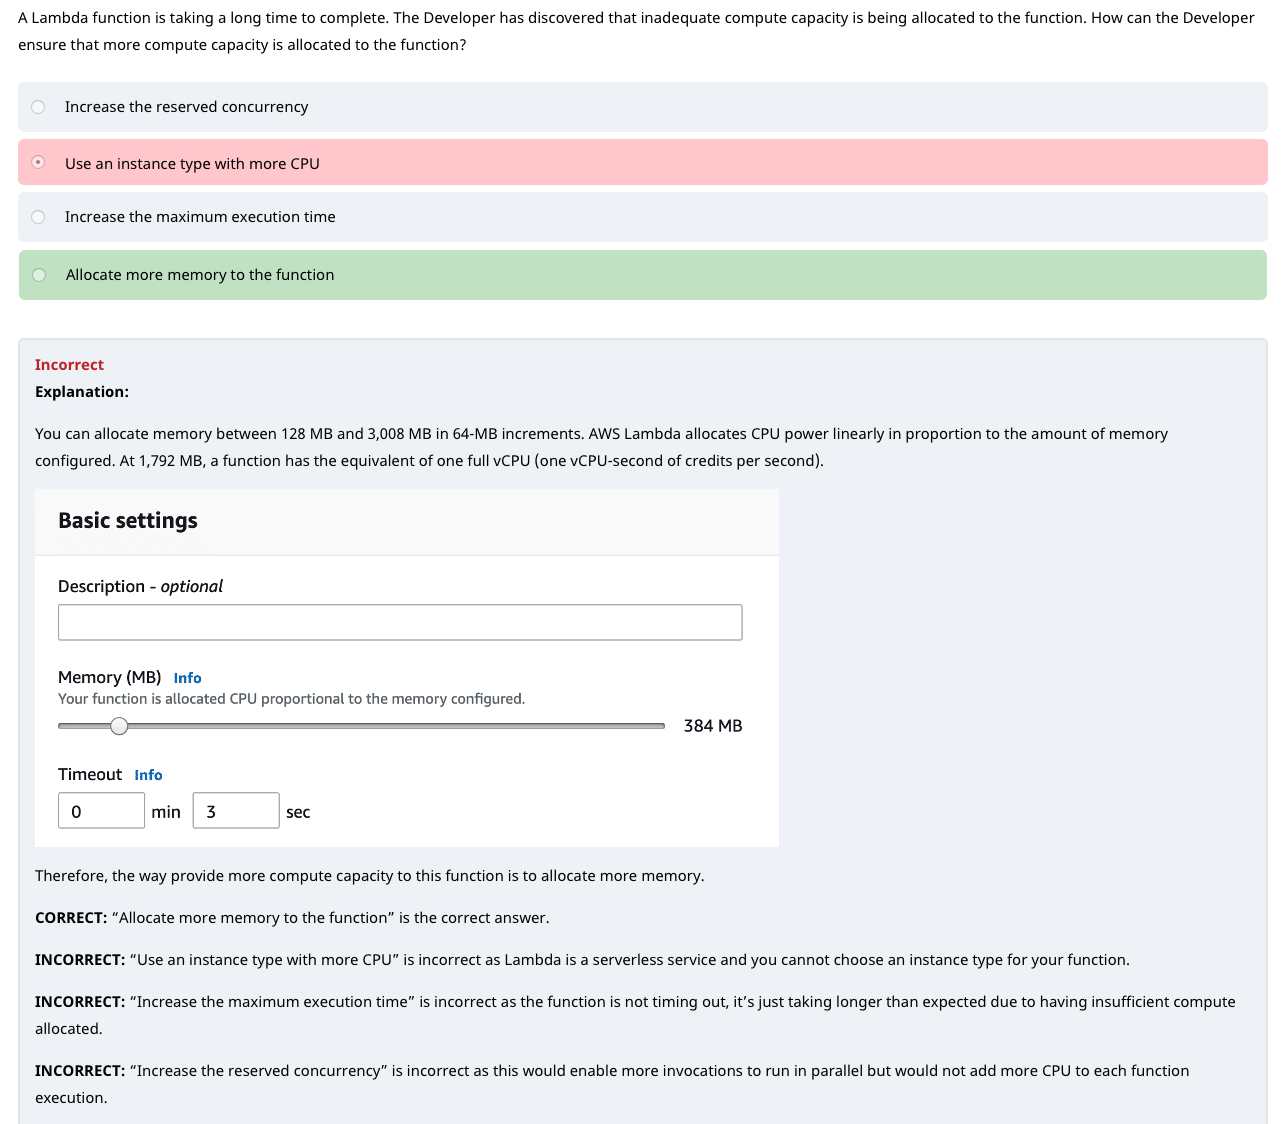 A Lambda function is taking a long time to complete. The Developer has discovered that inadequate compute capacity is being allocated to the function. How can the Developer
ensure that more compute capacity is allocated to the function?
Increase the reserved concurrency
Use an instance type with more CPU
Increase the maximum execution time
Allocate more memory to the function
Incorrect
Explanation:
You can allocate memory between 128 MB and 3,008 MB in 64-MB increments. AWS Lambda allocates CPU power linearly in proportion to the amount of memory
configured. At 1,792 MB, a function has the equivalent of one full vCPU (one vCPU-second of credits per second).
Basic settings
Description - optional
Memory (MB) Info
Your function is allocated CPU proportional to the memory configured.
384 MB
Timeout Info
0 min 3 sec
Therefore, the way provide more compute capacity to this function is to allocate more memory.
CORRECT: “Allocate more memory to the function” is the correct answer.
INCORRECT: “Use an instance type with more CPU” is incorrect as Lambda is a serverless service and you cannot choose an instance type for your function.
INCORRECT: “Increase the maximum execution time” is incorrect as the function is not timing out, it’s just taking longer than expected due to having insufficient compute
allocated.
INCORRECT: “Increase the reserved concurrency” is incorrect as this would enable more invocations to run in parallel but would not add more CPU to each function
execution.